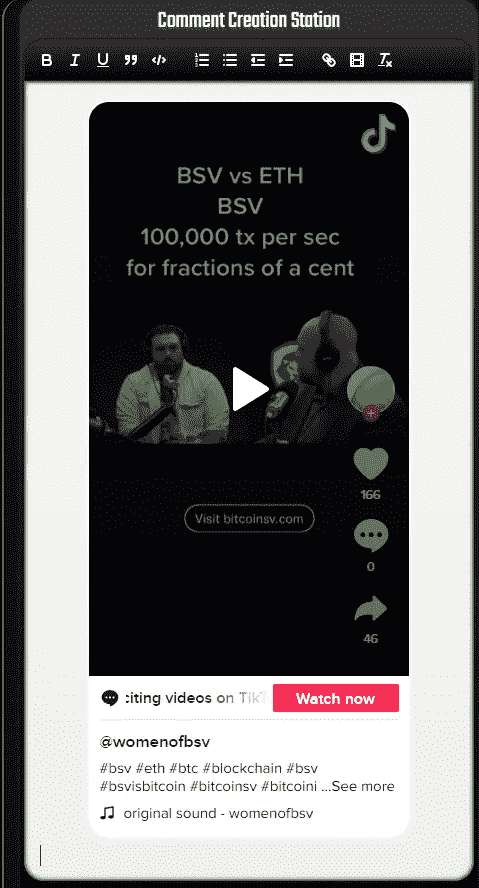 Comment Creation Station
B I U
BSV vs ETH
BSV
100,000 tx per sec
for fractions of a cent
Visit bitcoinsv.com
166
0
46
citing videos on TikT
Watch now
@womenofbsv
#bsv #eth #btc #blockchain #bsv
#bsvisbitcoin #bitcoinsv #bitcoini ...See more
original sound - womenofbsv